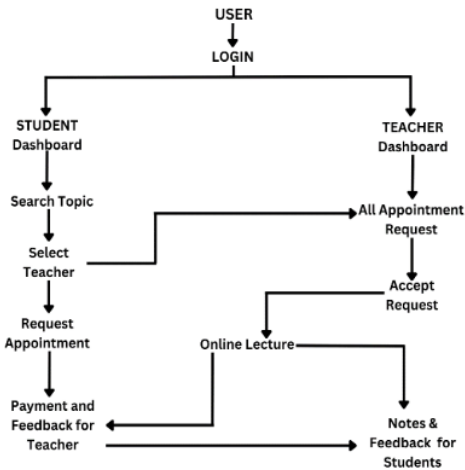 USER
LOGIN
STUDENT
Dashboard
TEACHER
Dashboard
Search Topic
All Appointment
Request
Select
Teacher
Accept
Request
Request
Appointment
Online Lecture
Payment and
Feedback for
Teacher
Notes &
Feedback for
Students